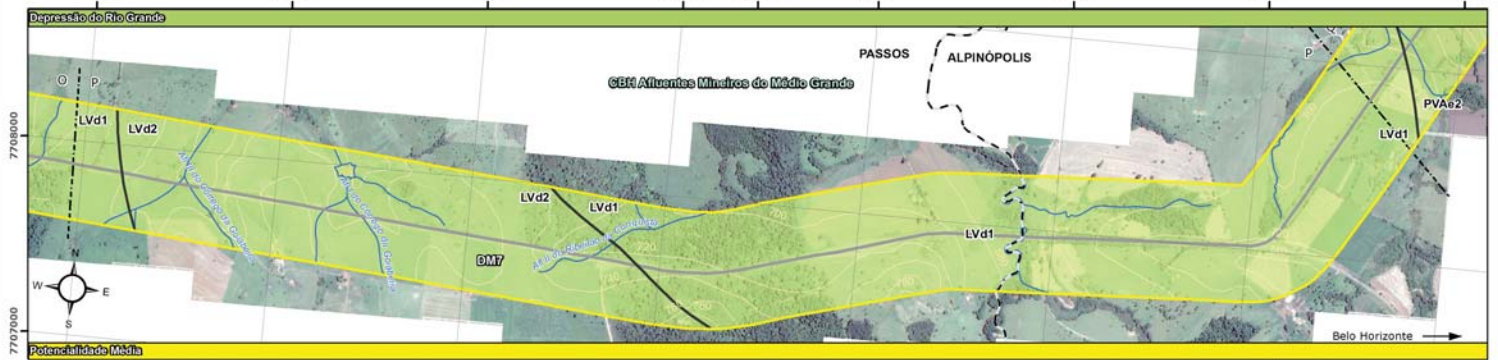 Depressão do Rio Grande
PASSOS
ALPINÓPOLIS
CBH Afluentes Mineiros do Médio Grande
O
P
P
Q
LVd1
LVd2
LVd2
LVd1
LVd1
LVd1
PVAe2
DM7
7708000
7707000
N
W
E
S
Belo Horizonte
Potencialidade Média